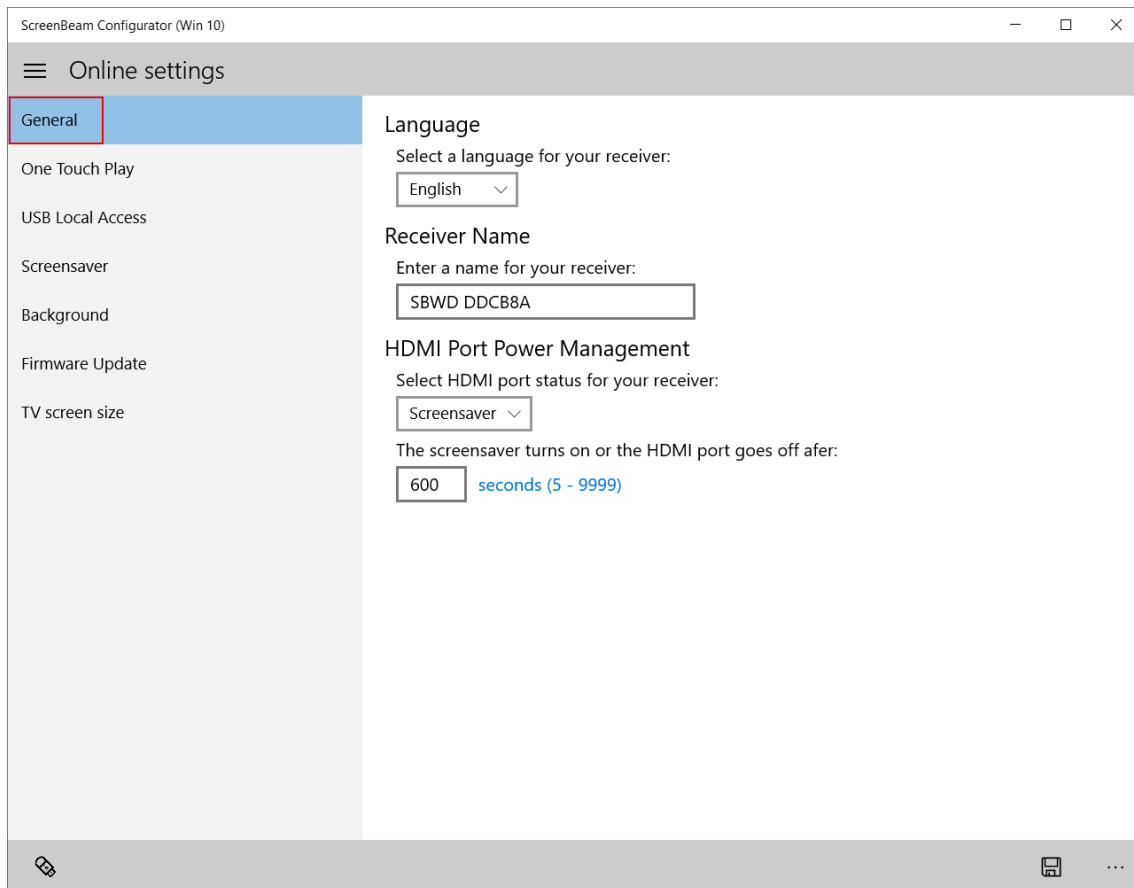 ScreenBeam Configurator (Win 10)
Online settings
General
One Touch Play
USB Local Access
Screensaver
Background
Firmware Update
TV screen size
Language
Select a language for your receiver:
English
Receiver Name
Enter a name for your receiver:
SBWD DDCB8A
HDMI Port Power Management
Select HDMI port status for your receiver:
Screensaver
The screensaver turns on or the HDMI port goes off afer:
600 seconds (5 - 9999)